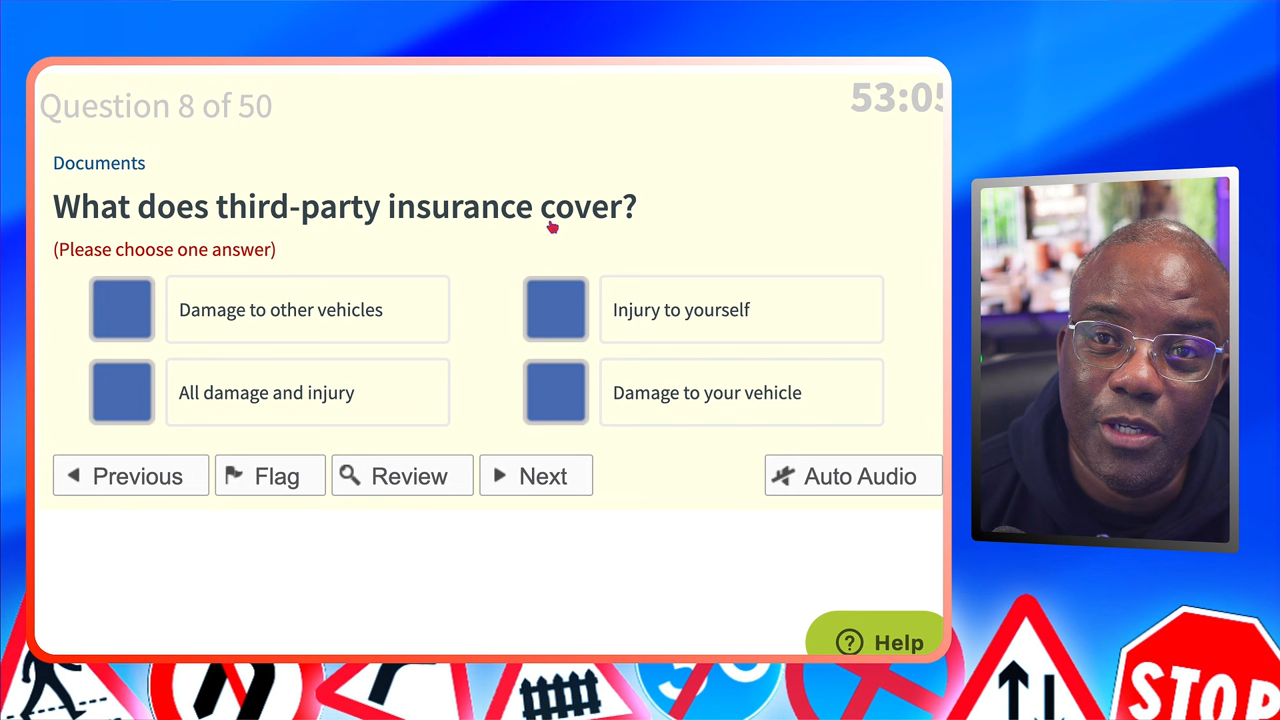 Question 8 of 50
53:05
Documents
What does third-party insurance cover?
(Please choose one answer)
Damage to other vehicles
Injury to yourself
All damage and injury
Damage to your vehicle
Previous
Flag
Review
Next
Auto Audio
? Help
STOP